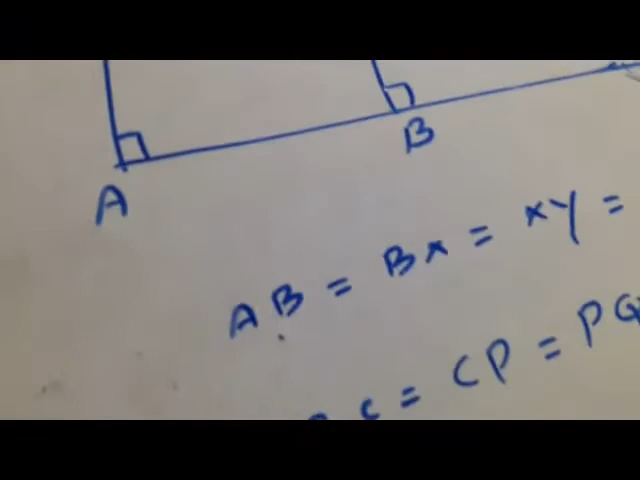 B
A
AB = BX = XY =
C = CP = PQ